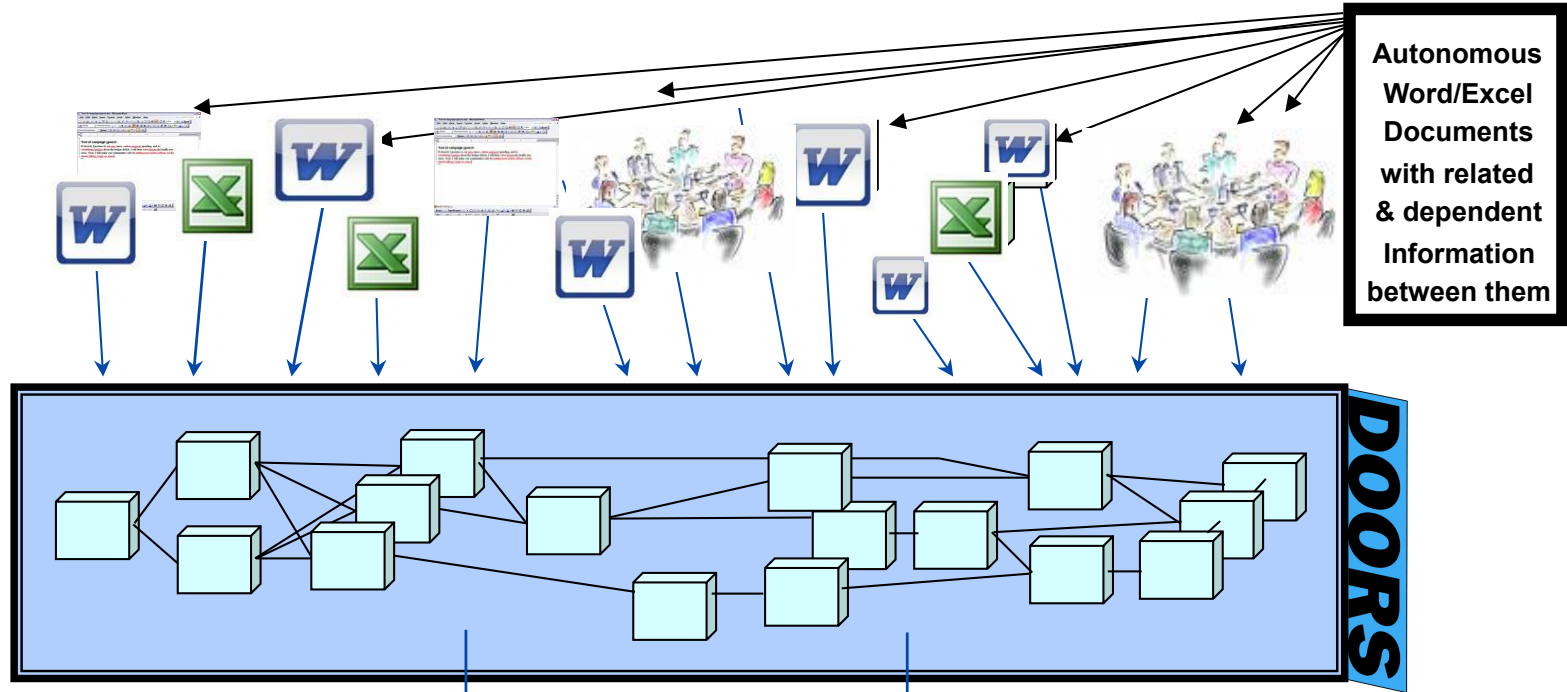 Autonomous
Word/Excel
Documents
with related
& dependent
Information
between them
W
X
W
X
W
W
W
X
W
DOORS